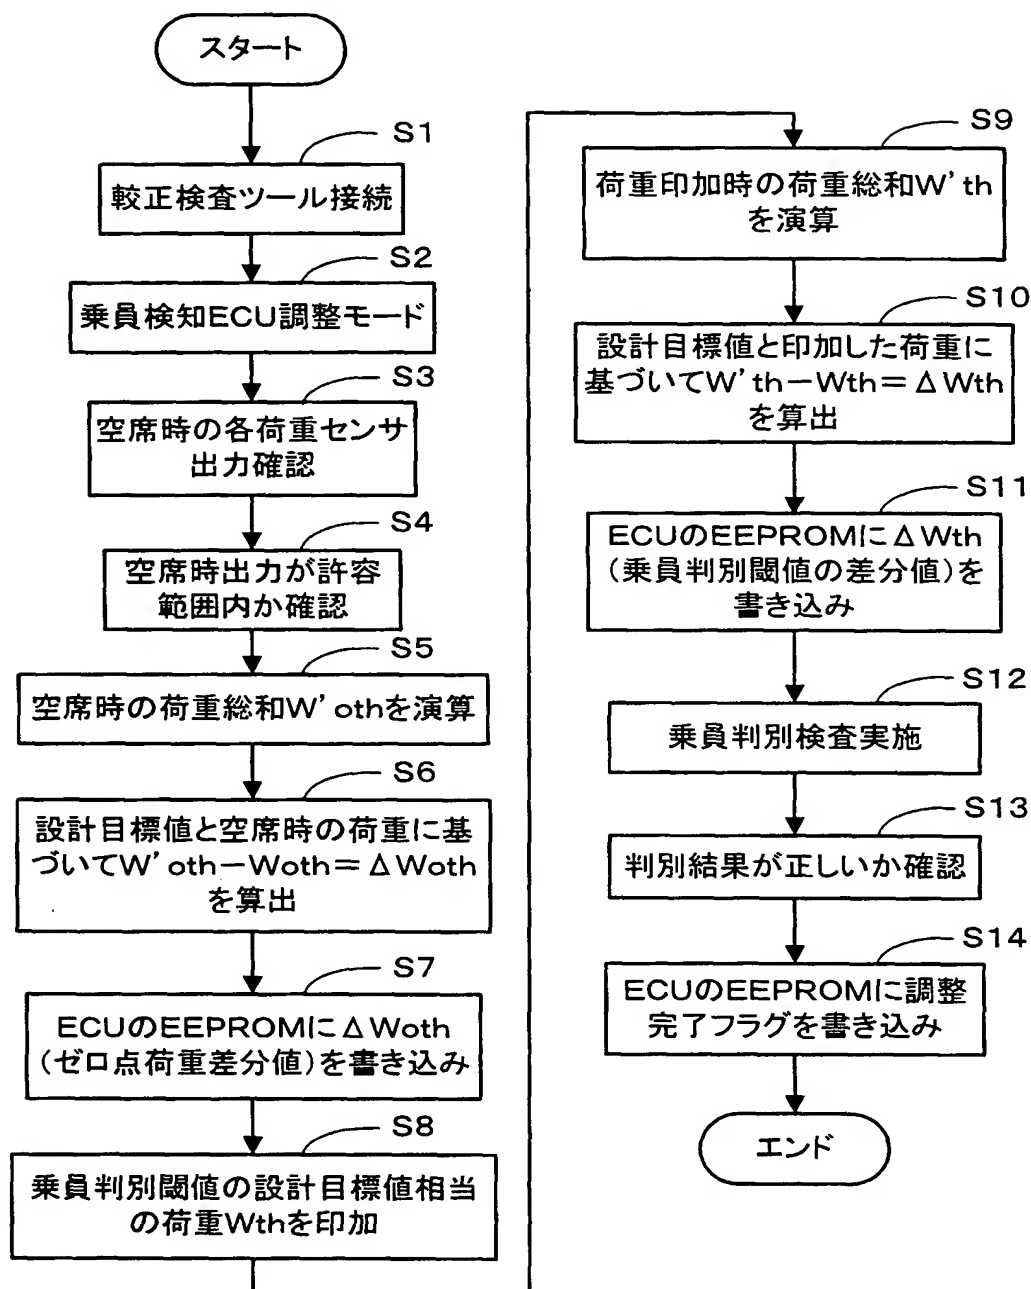 スタート
S1
較正検査ツール接続
S2
乗員検知ECU調整モード
S3
空席時の各荷重センサ
出力確認
S4
空席時出力が許容
範囲内か確認
S5
空席時の荷重総和W'othを演算
S6
設計目標値と空席時の荷重に基
づいてW'oth−Woth=ΔWoth
を算出
S7
ECUのEEPROMにΔWoth
(ゼロ点荷重差分値)を書き込み
S8
乗員判別閾値の設計目標値相当
の荷重Wthを印加
S9
荷重印加時の荷重総和W'th
を演算
S10
設計目標値と印加した荷重に
基づいてW'th−Wth=ΔWth
を算出
S11
ECUのEEPROMにΔWth
(乗員判別閾値の差分値)を
書き込み
S12
乗員判別検査実施
S13
判別結果が正しいか確認
S14
ECUのEEPROMに調整
完了フラグを書き込み
エンド